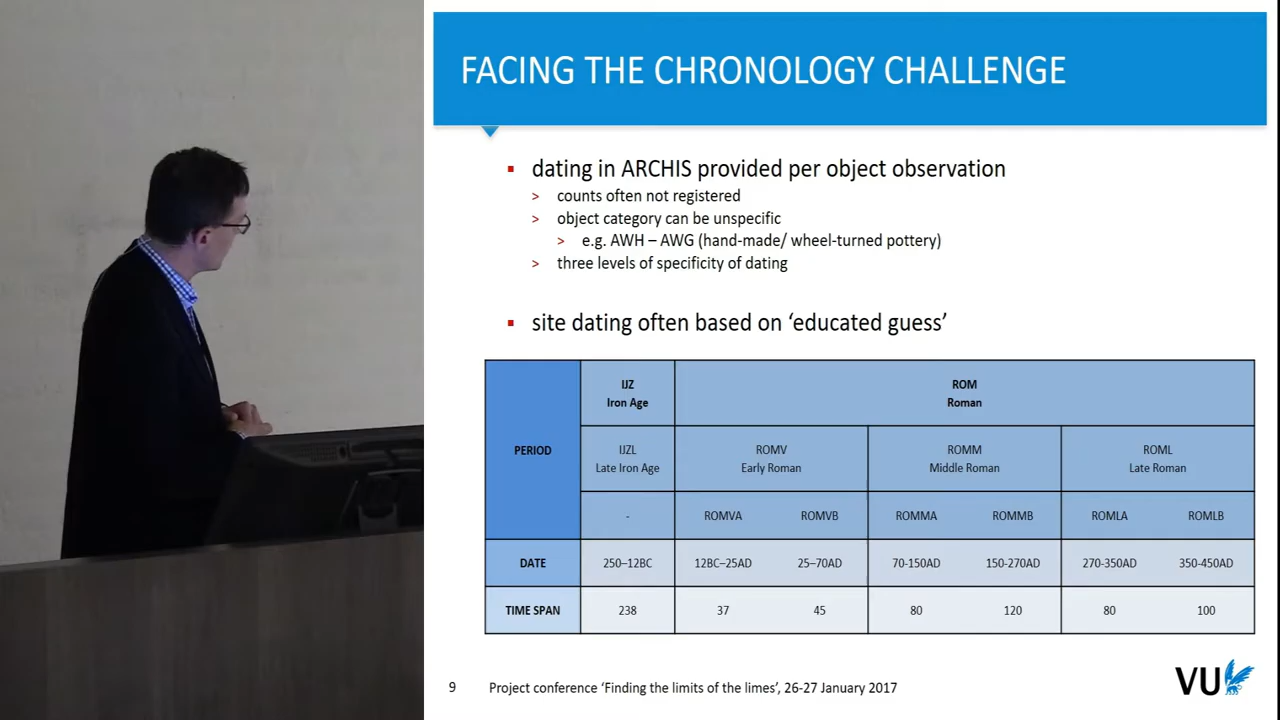 FACING THE CHRONOLOGY CHALLENGE
▪ dating in ARCHIS provided per object observation
> counts often not registered
> object category can be unspecific
> e.g. AWH – AWG (hand-made/ wheel-turned pottery)
> three levels of specificity of dating
▪ site dating often based on ‘educated guess’
PERIOD
IJZ
Iron Age
ROM
Roman
IJZL
Late Iron Age
ROMV
Early Roman
ROMM
Middle Roman
ROML
Late Roman
- ROMVA ROMVB ROMMA ROMMB ROMLA ROMLB
DATE 250–12BC 12BC–25AD 25–70AD 70-150AD 150-270AD 270-350AD 350-450AD
TIME SPAN 238 37 45 80 120 80 100
9 Project conference ‘Finding the limits of the limes’, 26-27 January 2017
VU